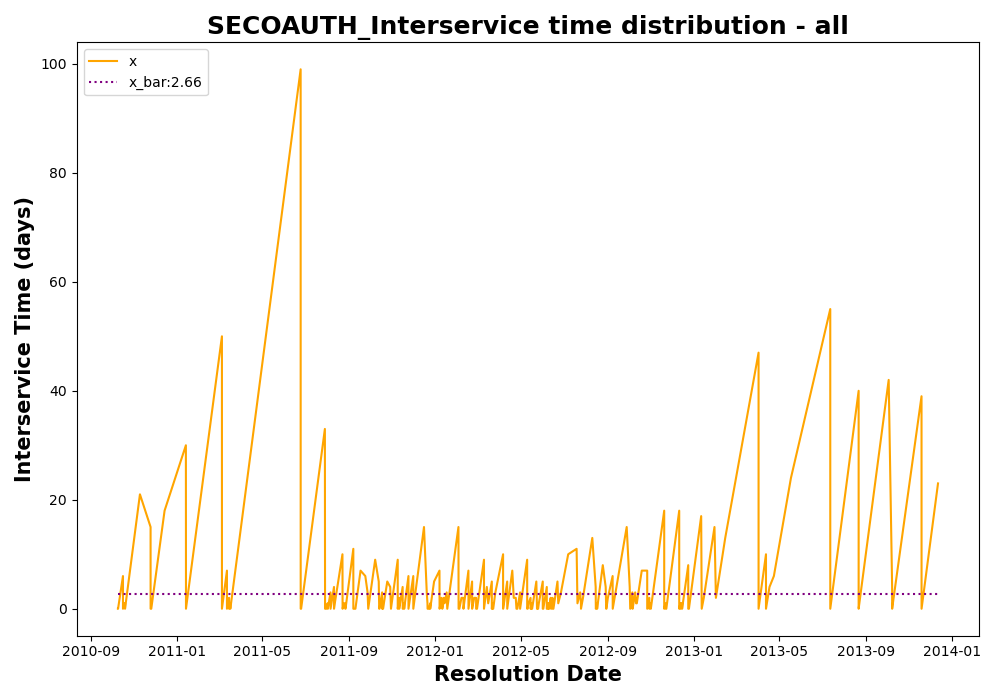 SECOAUTH_Interservice time distribution - all
x
x_bar:2.66
Interservice Time (days)
100
80
60
40
20
0
2010-09 2011-01 2011-05 2011-09 2012-01 2012-05 2012-09 2013-01 2013-05 2013-09 2014-01
Resolution Date